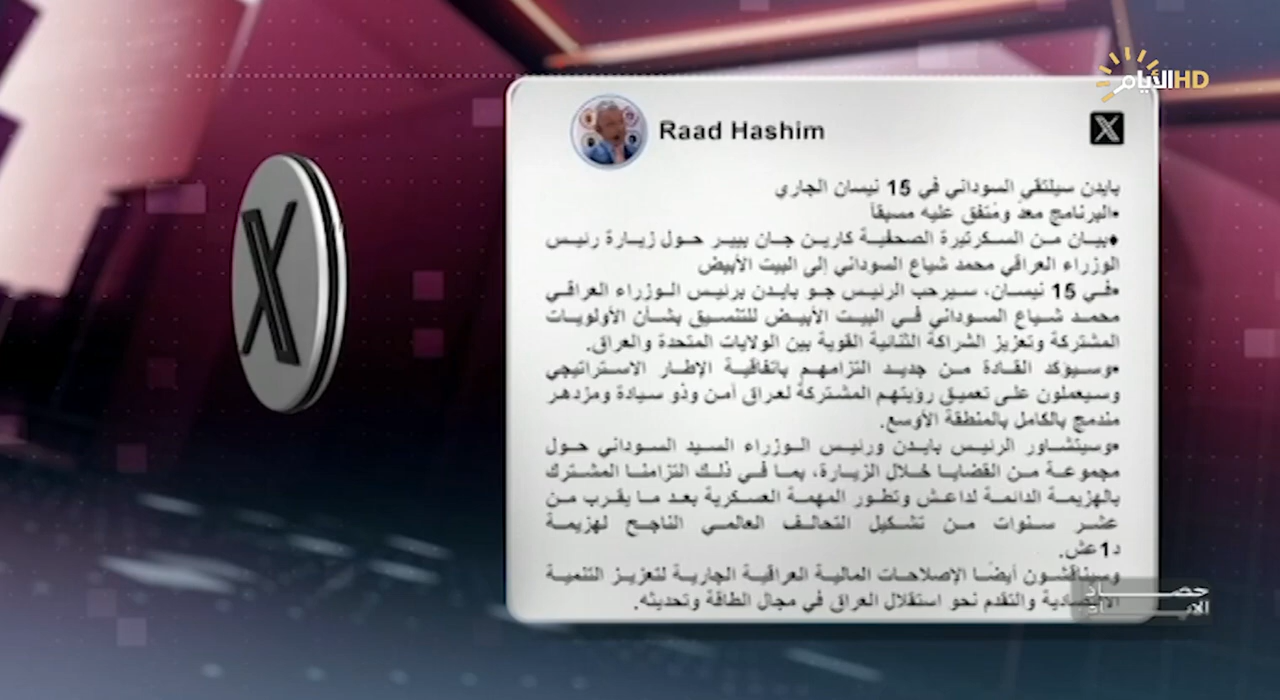 الأيام HD
Raad Hashim
بايدن سيلتقي السوداني في 15 نيسان الجاري
•البرنامج معدّ ومُتفق عليه مسبقاً
♦بيان من السكرتيرة الصحفية كارين جان بيير حول زيارة رئيس
الوزراء العراقي محمد شياع السوداني إلى البيت الأبيض
•في 15 نيسان، سيرحب الرئيس جو بايدن برئيس الوزراء العراقي
محمد شياع السوداني في البيت الأبيض للتنسيق بشأن الأولويات
المشتركة وتعزيز الشراكة الثنائية القوية بين الولايات المتحدة والعراق.
•وسيؤكد القادة من جديد التزامهم باتفاقية الإطار الاستراتيجي
وسيعملون على تعميق رؤيتهم المشتركة لعراق آمن وذو سيادة ومزدهر
مندمج بالكامل بالمنطقة الأوسع.
•وسيتشاور الرئيس بايدن ورئيس الوزراء السيد السوداني حول
مجموعة من القضايا خلال الزيارة، بما في ذلك التزامنا المشترك
بالهزيمة الدائمة لداعش وتطور المهمة العسكرية بعد ما يقرب من
عشر سنوات من تشكيل التحالف العالمي الناجح لهزيمة
د1عش.
وسيناقشون أيضًا الإصلاحات المالية العراقية الجارية لتعزيز التنمية
الاقتصادية والتقدم نحو استقلال العراق في مجال الطاقة وتحديثه.
حصاد